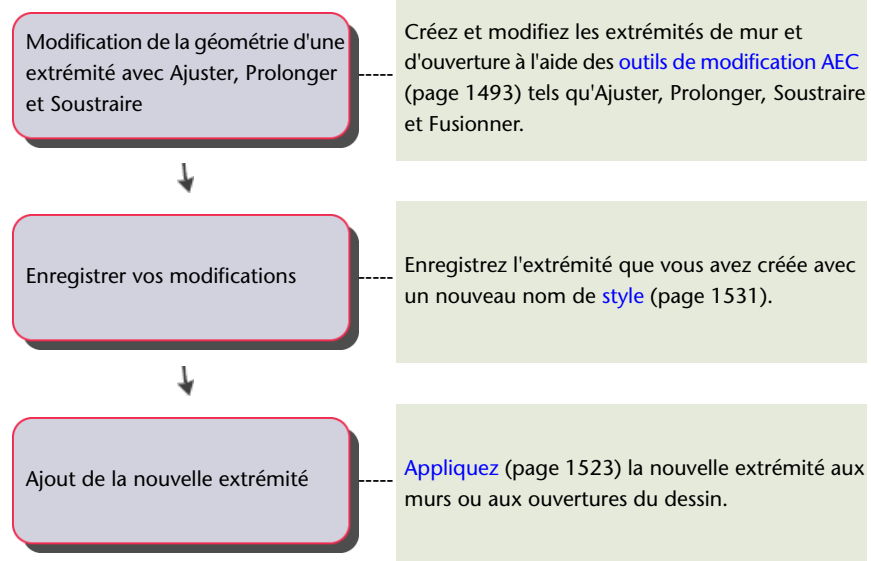 Modification de la géométrie d'une
extrémité avec Ajuster, Prolonger
et Soustraire
Créez et modifiez les extrémités de mur et
d'ouverture à l'aide des outils de modification AEC
(page 1493) tels qu'Ajuster, Prolonger, Soustraire
et Fusionner.
Enregistrer vos modifications
Enregistrez l'extrémité que vous avez créée avec
un nouveau nom de style (page 1531).
Ajout de la nouvelle extrémité
Appliquez (page 1523) la nouvelle extrémité aux
murs ou aux ouvertures du dessin.